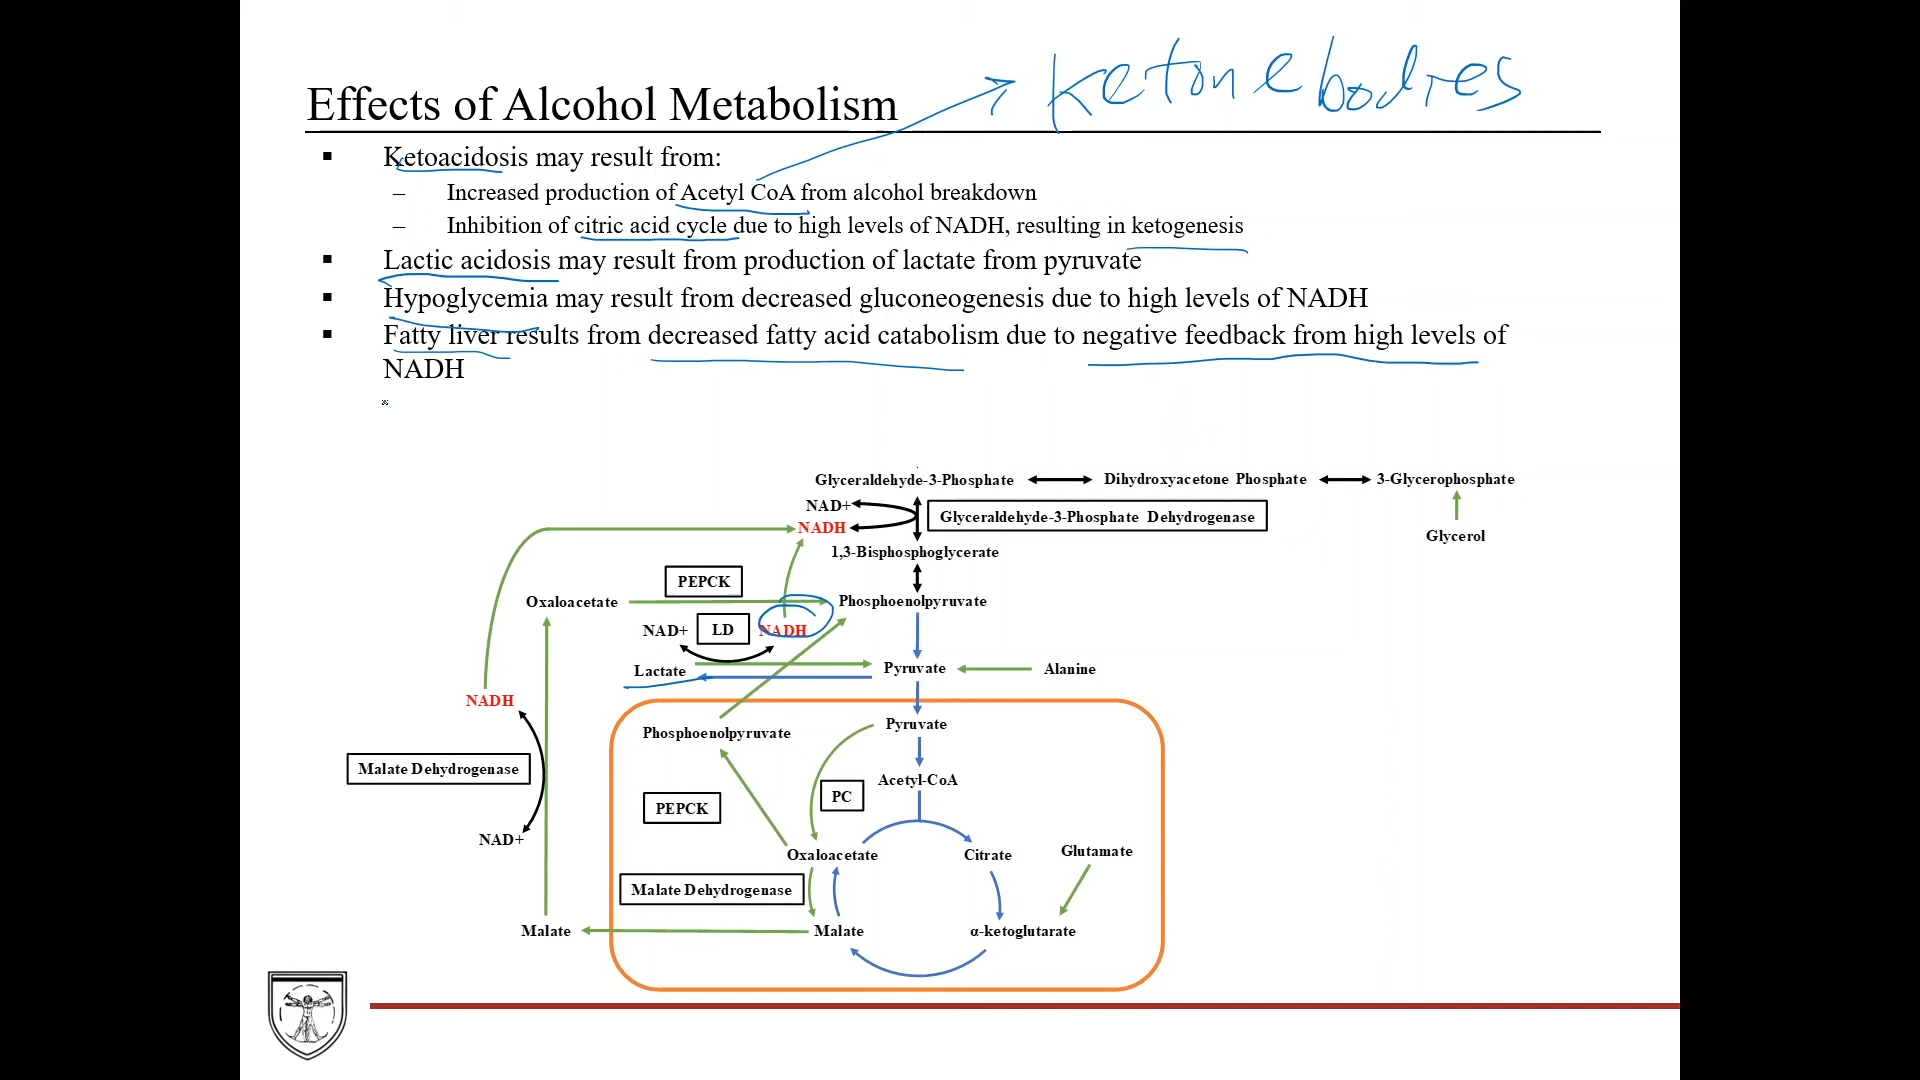 Ketone bodies
Effects of Alcohol Metabolism
▪ Ketoacidosis may result from:
– Increased production of Acetyl CoA from alcohol breakdown
– Inhibition of citric acid cycle due to high levels of NADH, resulting in ketogenesis
▪ Lactic acidosis may result from production of lactate from pyruvate
▪ Hypoglycemia may result from decreased gluconeogenesis due to high levels of NADH
▪ Fatty liver results from decreased fatty acid catabolism due to negative feedback from high levels of
NADH
Glyceraldehyde-3-Phosphate Dihydroxyacetone Phosphate 3-Glycerophosphate
NAD+
Glyceraldehyde-3-Phosphate Dehydrogenase
NADH
Glycerol
1,3-Bisphosphoglycerate
PEPCK
Oxaloacetate Phosphoenolpyruvate
NAD+ LD NADH
Lactate Pyruvate Alanine
NADH
Pyruvate
Phosphoenolpyruvate
Malate Dehydrogenase
Acetyl-CoA
PEPCK PC
NAD+
Oxaloacetate Citrate Glutamate
Malate Dehydrogenase
Malate Malate α-ketoglutarate